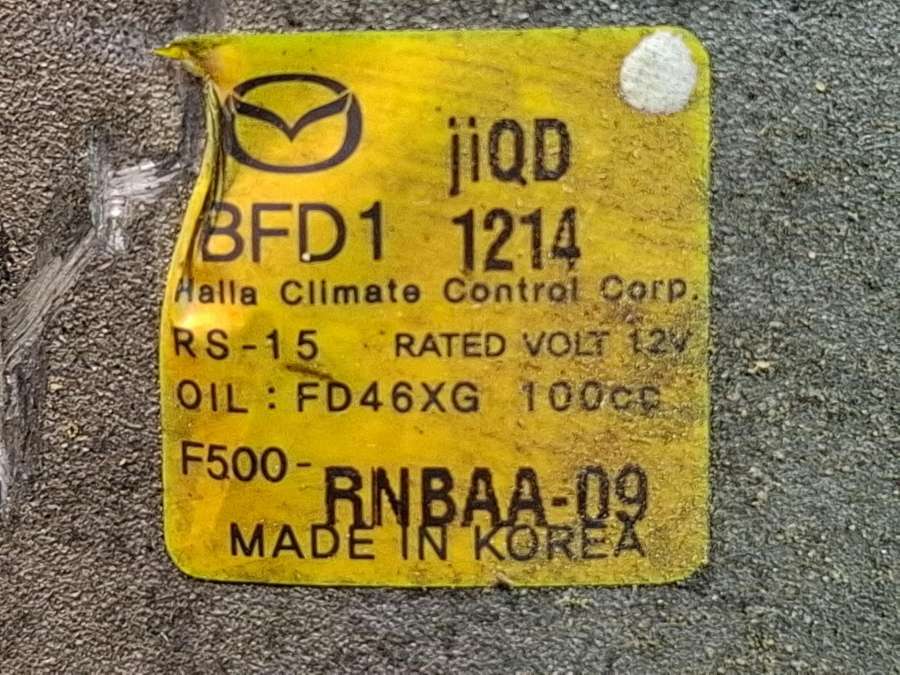 jiQD
BFD1 1214
Halla Climate Control Corp.
RS-15 RATED VOLT 12V
OIL : FD46XG 100cc
F500-RNBAA-09
MADE IN KOREA